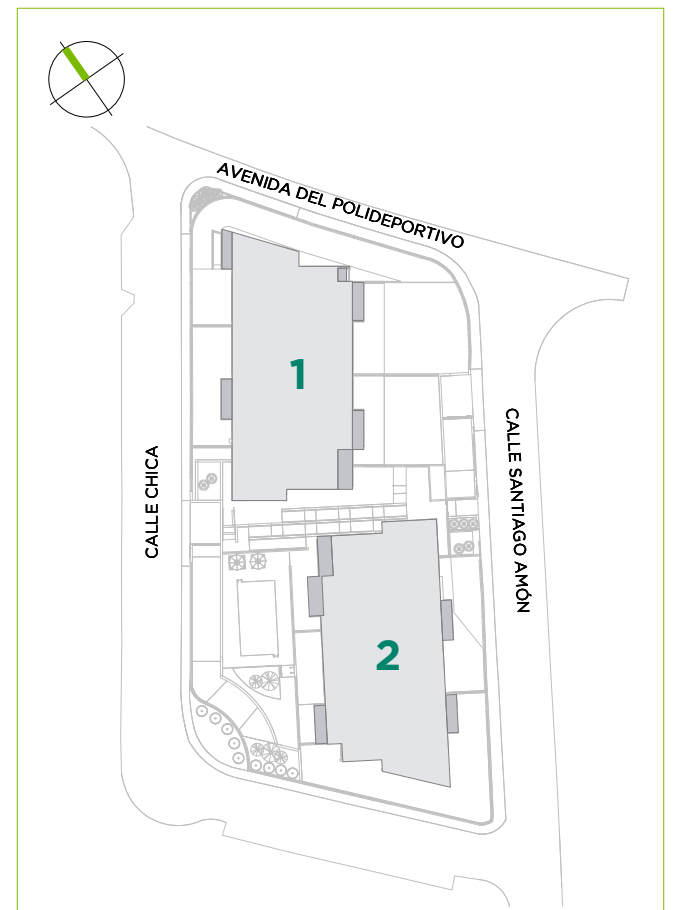 AVENIDA DEL POLIDEPORTIVO
1
CALLE CHICA
CALLE SANTIAGO AMÓN
2